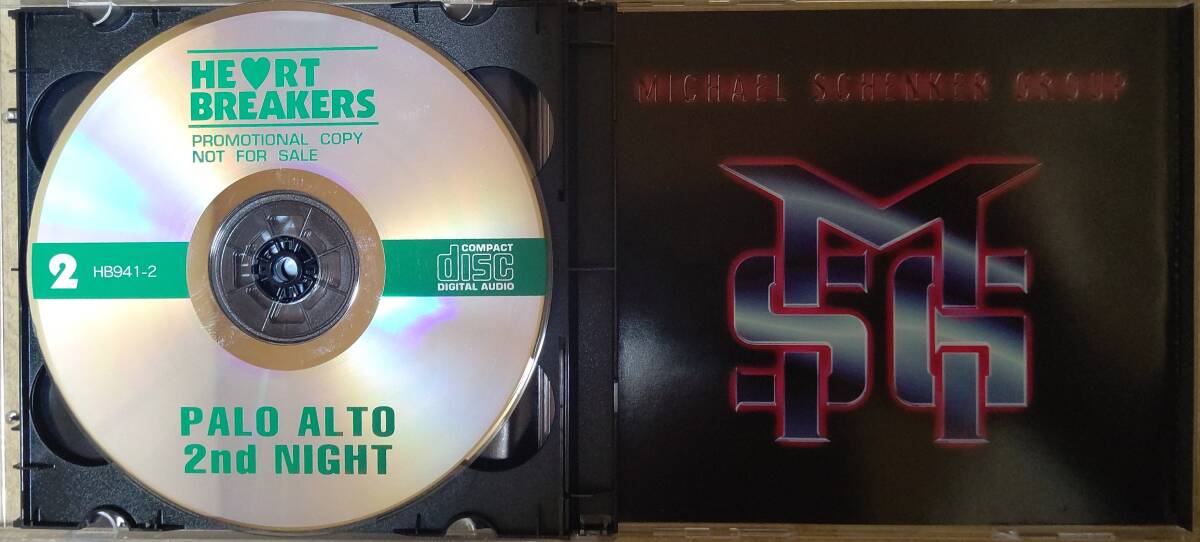 HE♥RT
BREAKERS
PROMOTIONAL COPY
NOT FOR SALE
2 HB941-2
COMPACT
disc
DIGITAL AUDIO
PALO ALTO
2nd NIGHT
MICHAEL SCHENKER GROUP
MSG